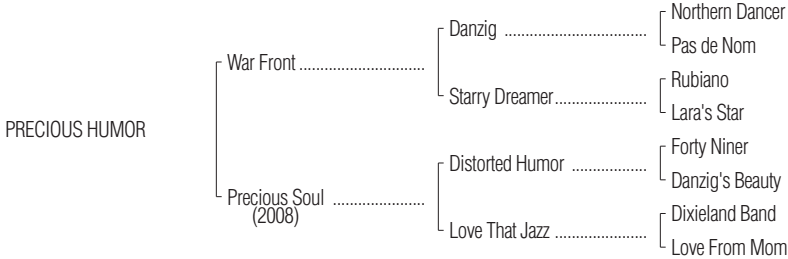 Northern Dancer
Danzig ..................................
Pas de Nom
War Front ..............................
Rubiano
Starry Dreamer......................
Lara's Star
PRECIOUS HUMOR
Forty Niner
Distorted Humor ..................
Danzig's Beauty
Precious Soul ......................
(2008)
Dixieland Band
Love That Jazz ......................
Love From Mom